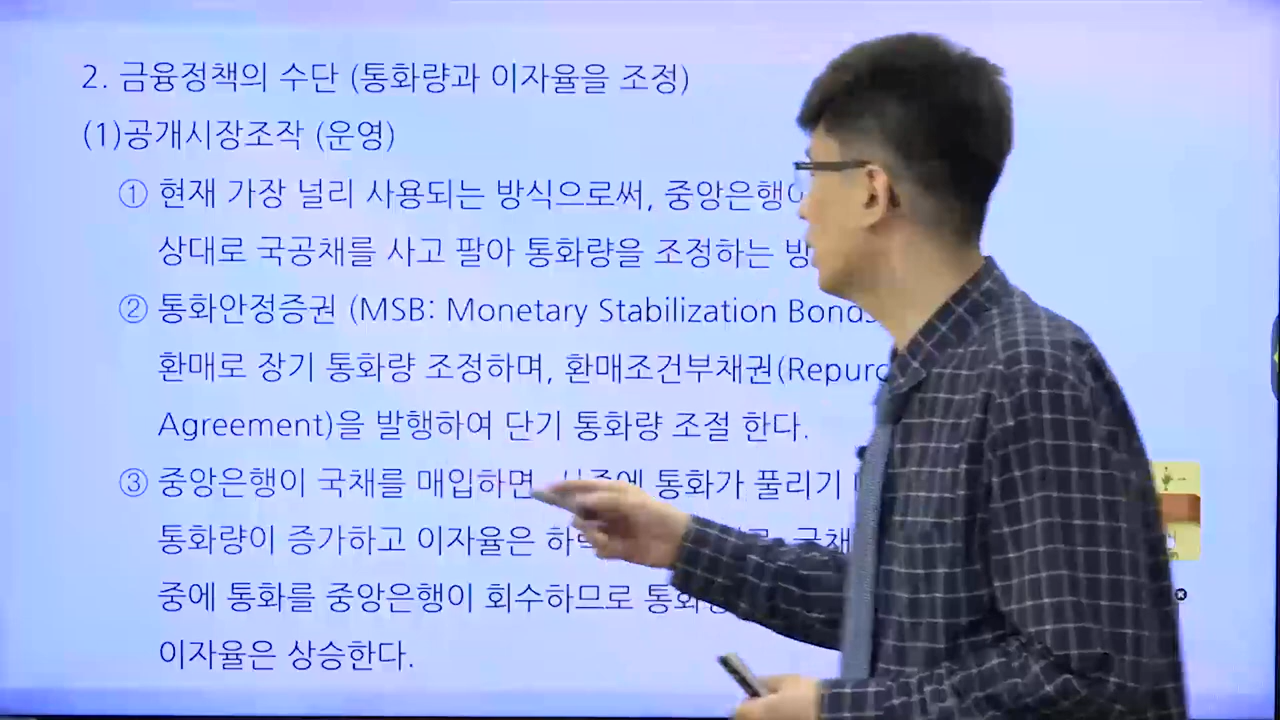 2. 금융정책의 수단 (통화량과 이자율을 조정)
(1)공개시장조작 (운영)
① 현재 가장 널리 사용되는 방식으로써, 중앙은행이
상대로 국공채를 사고 팔아 통화량을 조정하는
② 통화안정증권 (MSB: Monetary Stabilization Bonds
환매로 장기 통화량 조정하며, 환매조건부채권
Agreement)을 발행하여 단기 통화량 조절 한다.
③ 중앙은행이 국채를 매입하면 통화가 풀리기
통화량이 증가하고 이자율은 국채
중에 통화를 중앙은행이 회수하므로
이자율은 상승한다.